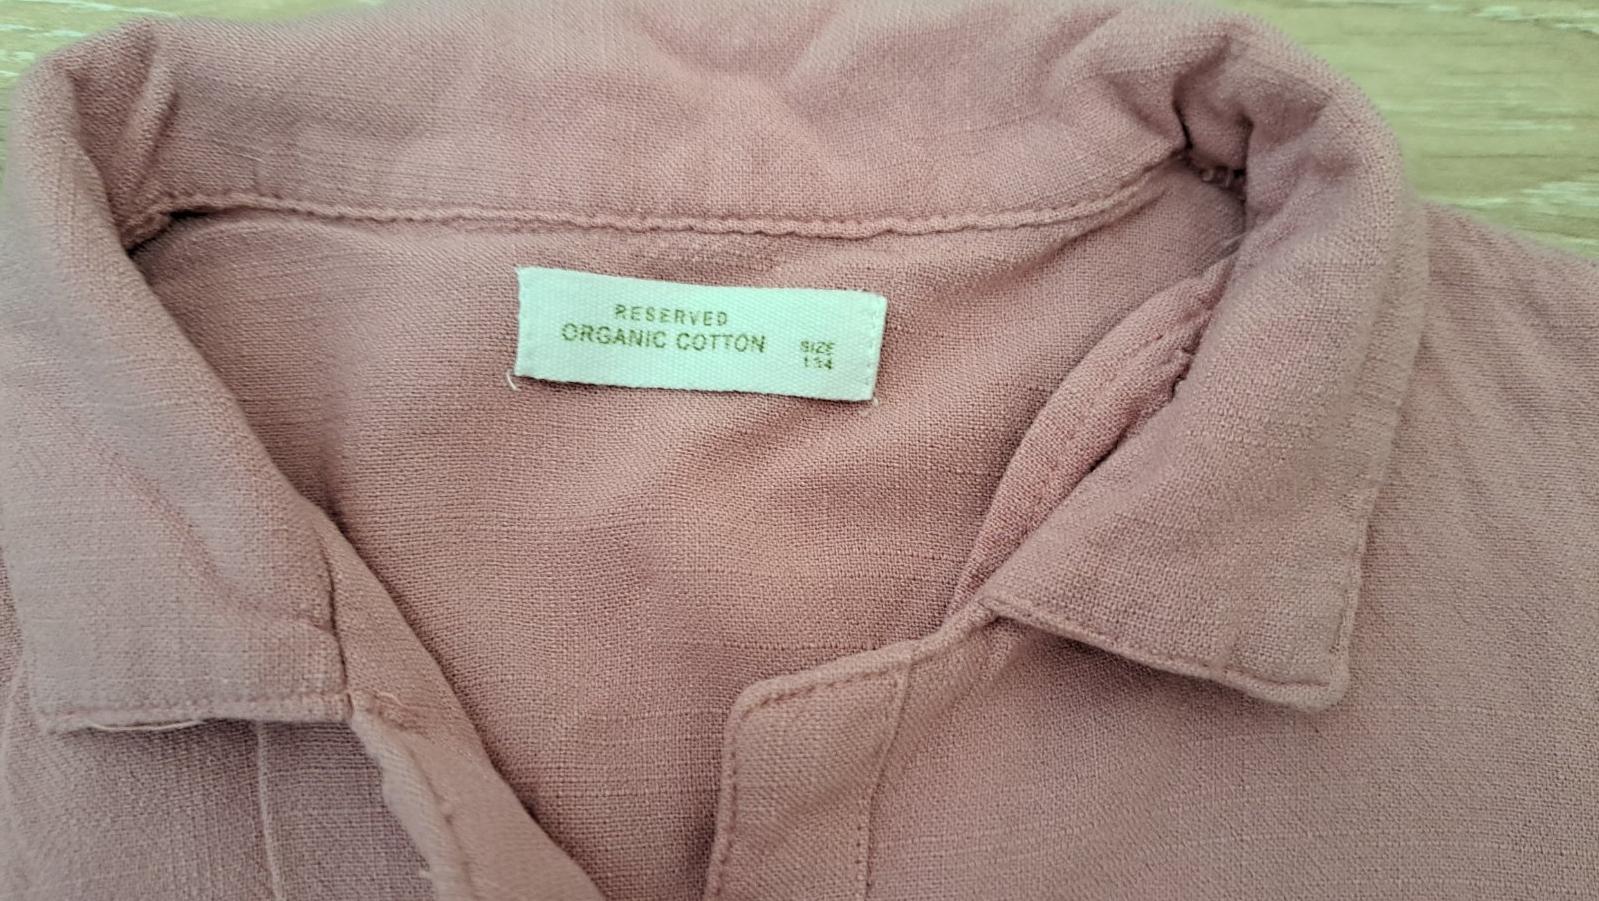 RESERVED
ORGANIC COTTON
SIZE
134